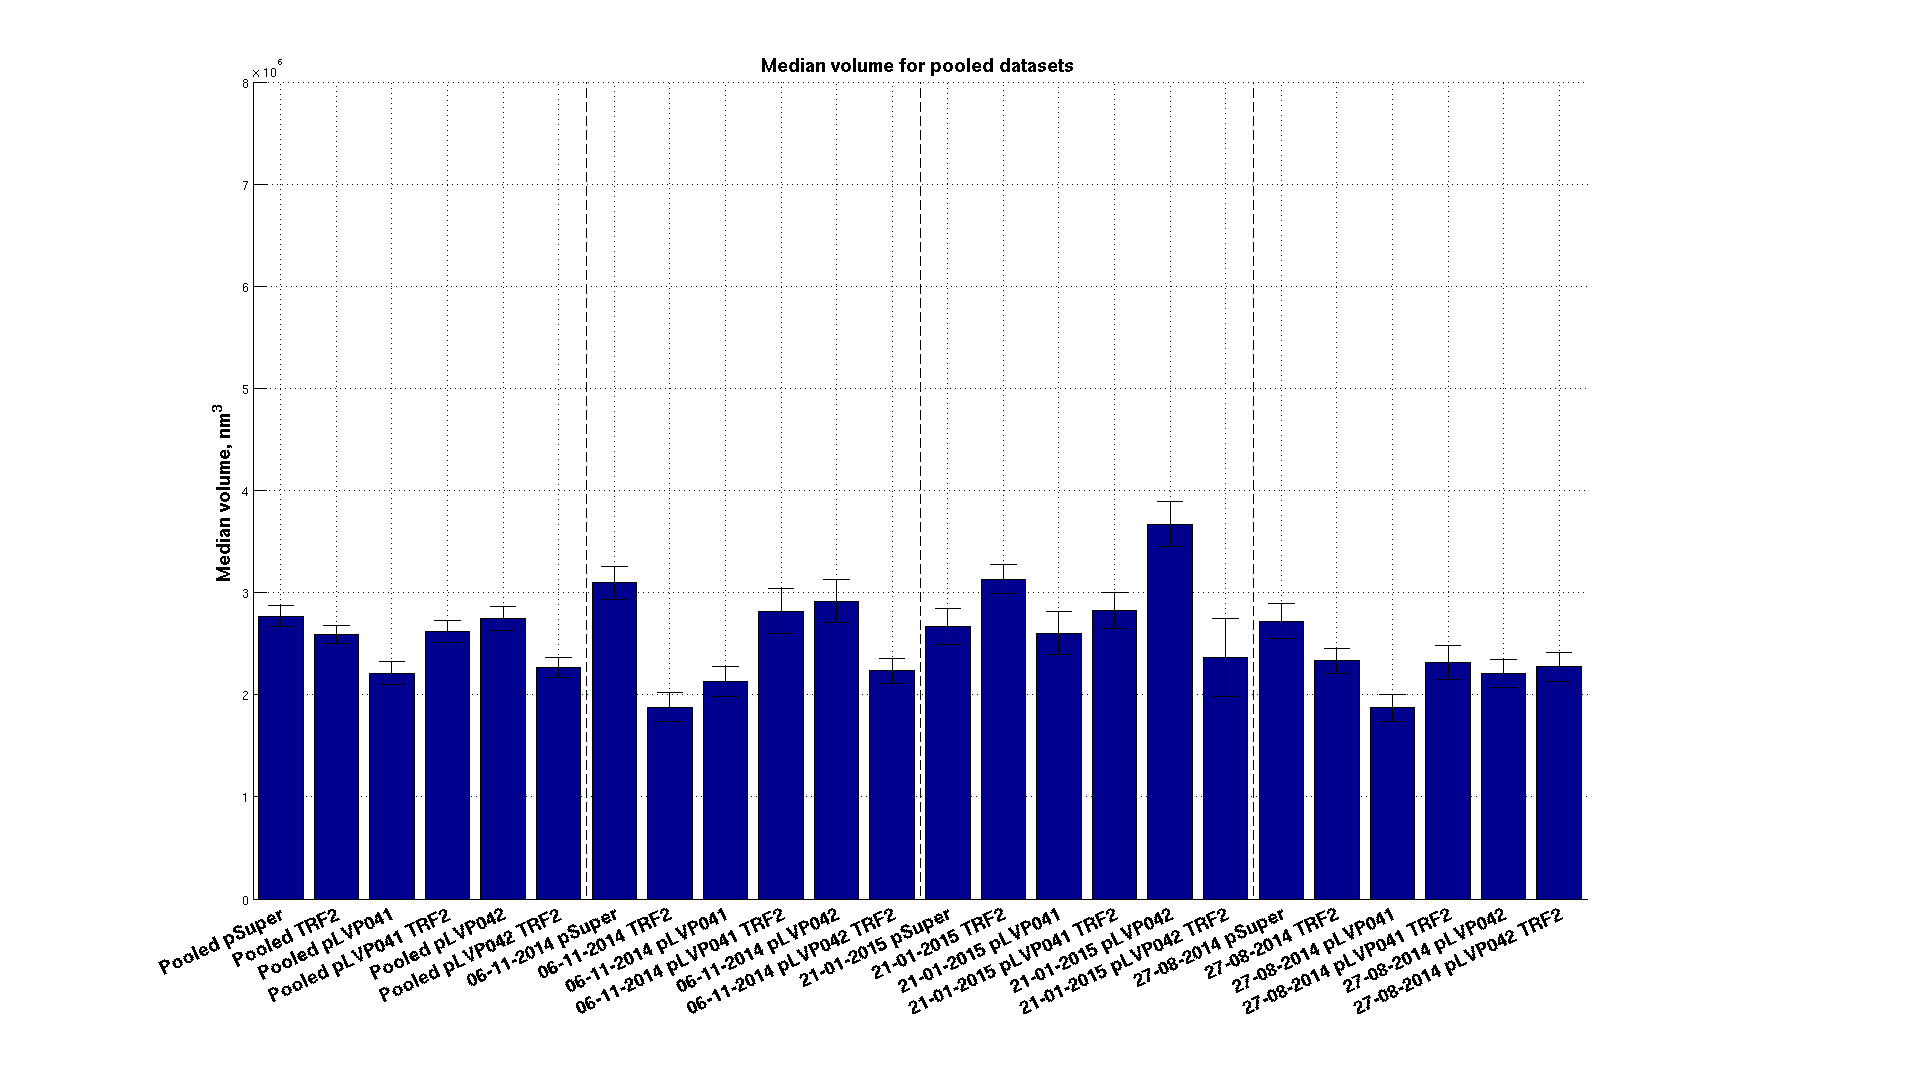 Median volume for pooled datasets
×10⁶
8
7
6
5
4
3
2
1
0
Median volume, nm³
Pooled pSuper
Pooled TRF2
Pooled pLVP041
Pooled pLVP041 TRF2
Pooled pLVP042
Pooled pLVP042 TRF2
06-11-2014 pSuper
06-11-2014 TRF2
06-11-2014 pLVP041
06-11-2014 pLVP041 TRF2
06-11-2014 pLVP042
06-11-2014 pLVP042 TRF2
21-01-2015 pSuper
21-01-2015 TRF2
21-01-2015 pLVP041
21-01-2015 pLVP041 TRF2
21-01-2015 pLVP042
21-01-2015 pLVP042 TRF2
27-08-2014 pSuper
27-08-2014 TRF2
27-08-2014 pLVP041
27-08-2014 pLVP041 TRF2
27-08-2014 pLVP042
27-08-2014 pLVP042 TRF2